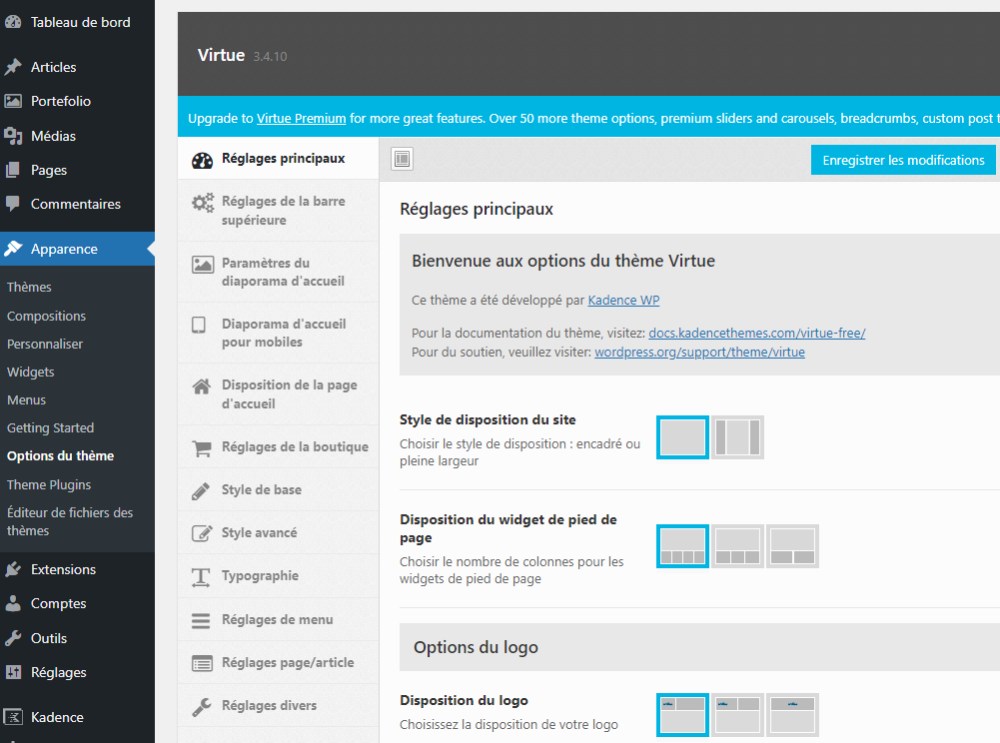 Tableau de bord
Articles
Portefolio
Médias
Pages
Commentaires
Apparence
Thèmes
Compositions
Personnaliser
Widgets
Menus
Getting Started
Options du thème
Theme Plugins
Éditeur de fichiers des
thèmes
Extensions
Comptes
Outils
Réglages
Kadence
Virtue 3.4.10
Upgrade to Virtue Premium for more great features. Over 50 more theme options, premium sliders and carousels, breadcrumbs, custom post t
Réglages principaux
Réglages de la barre
supérieure
Paramètres du
diaporama d'accueil
Diaporama d'accueil
pour mobiles
Disposition de la page
d'accueil
Réglages de la boutique
Style de base
Style avancé
Typographie
Réglages de menu
Réglages page/article
Réglages divers
Enregistrer les modifications
Réglages principaux
Bienvenue aux options du thème Virtue
Ce thème a été développé par Kadence WP
Pour la documentation du thème, visitez: docs.kadencethemes.com/virtue-free/
Pour du soutien, veuillez visiter: wordpress.org/support/theme/virtue
Style de disposition du site
Choisir le style de disposition : encadré ou
pleine largeur
Disposition du widget de pied de
page
Choisir le nombre de colonnes pour les
widgets de pied de page
Options du logo
Disposition du logo
Choisissez la disposition de votre logo